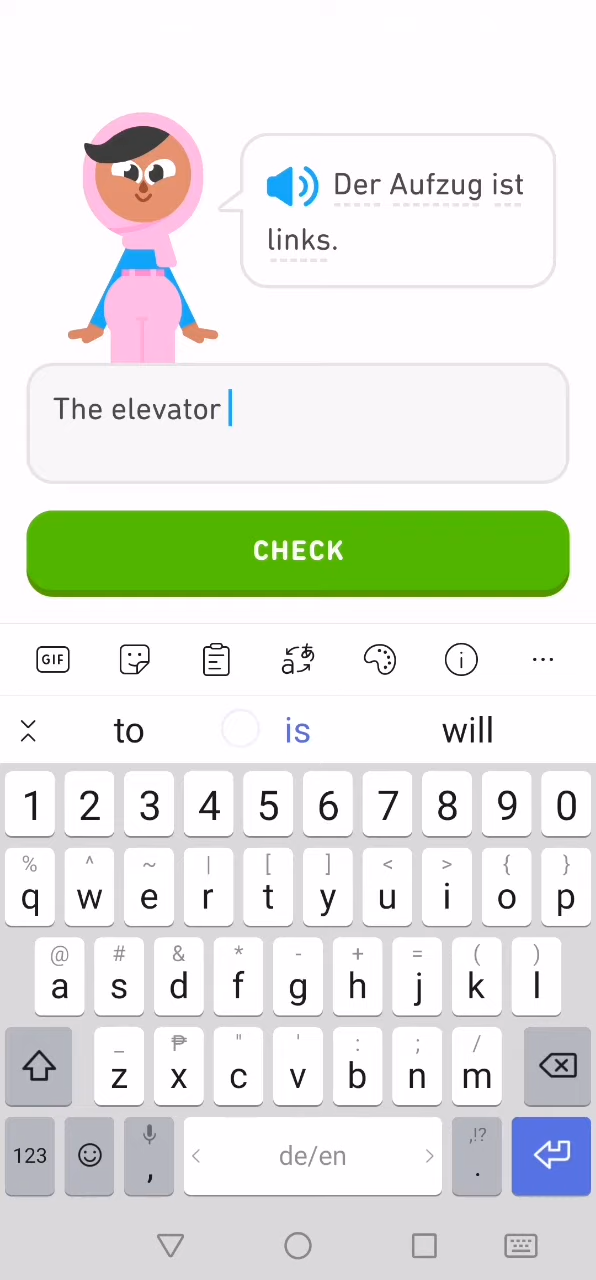 Der Aufzug ist
links.
The elevator
CHECK
GIF
to is will
1 2 3 4 5 6 7 8 9 0
% ^ ~ | [ ] < > { }
q w e r t y u i o p
@ # & * - + = ( )
a s d f g h j k l
_ ₱ " ' : ; /
z x c v b n m
,!?
123 , < de/en > .